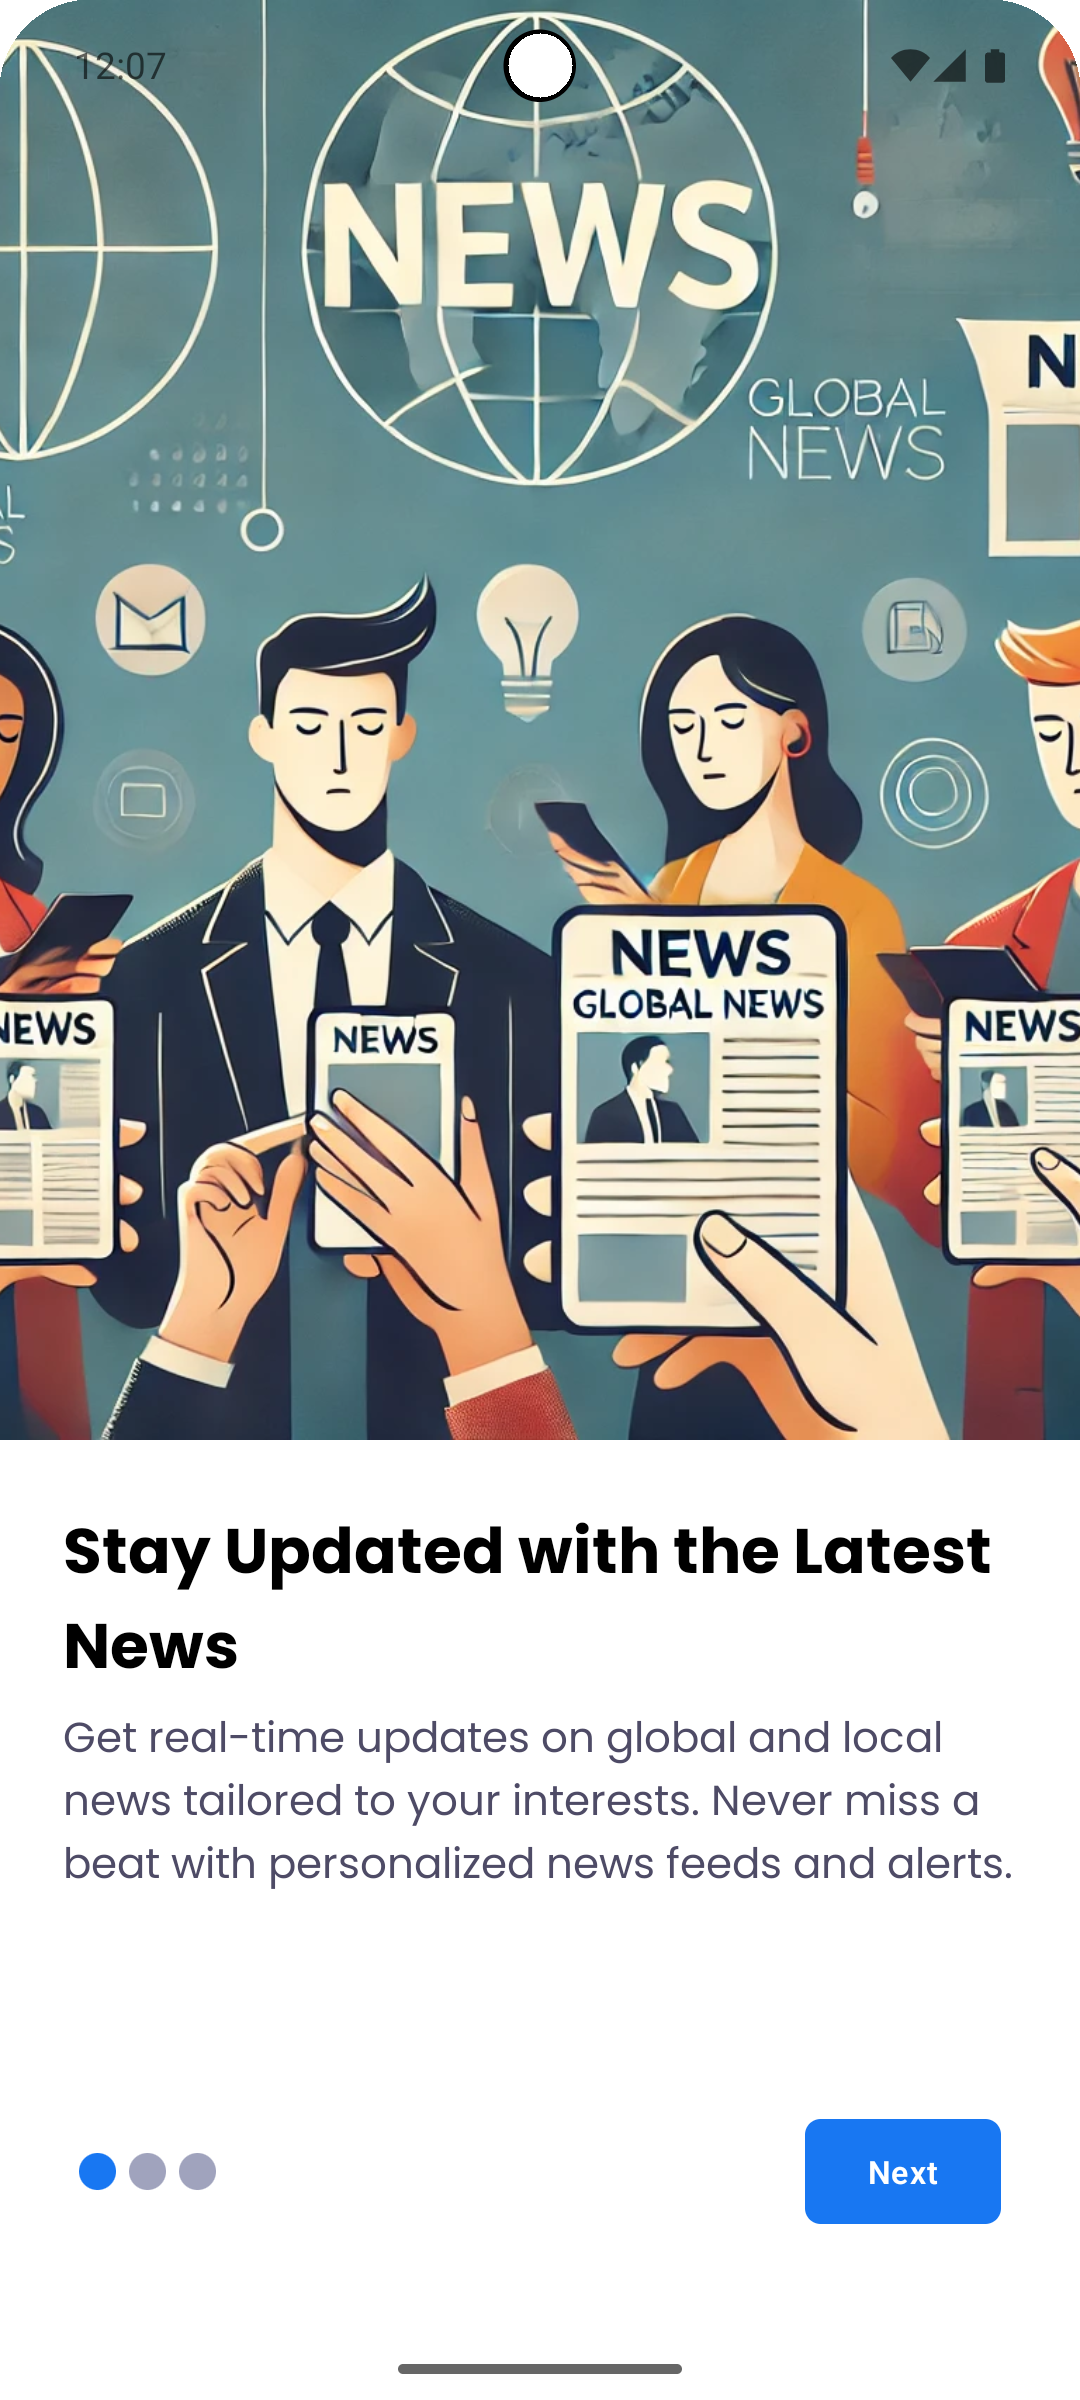 12:07
NEWS
N
GLOBAL
NEWS
NEWS
GLOBAL NEWS
NEWS
NEWS
NEWS
Stay Updated with the Latest
News
Get real-time updates on global and local
news tailored to your interests. Never miss a
beat with personalized news feeds and alerts.
Next